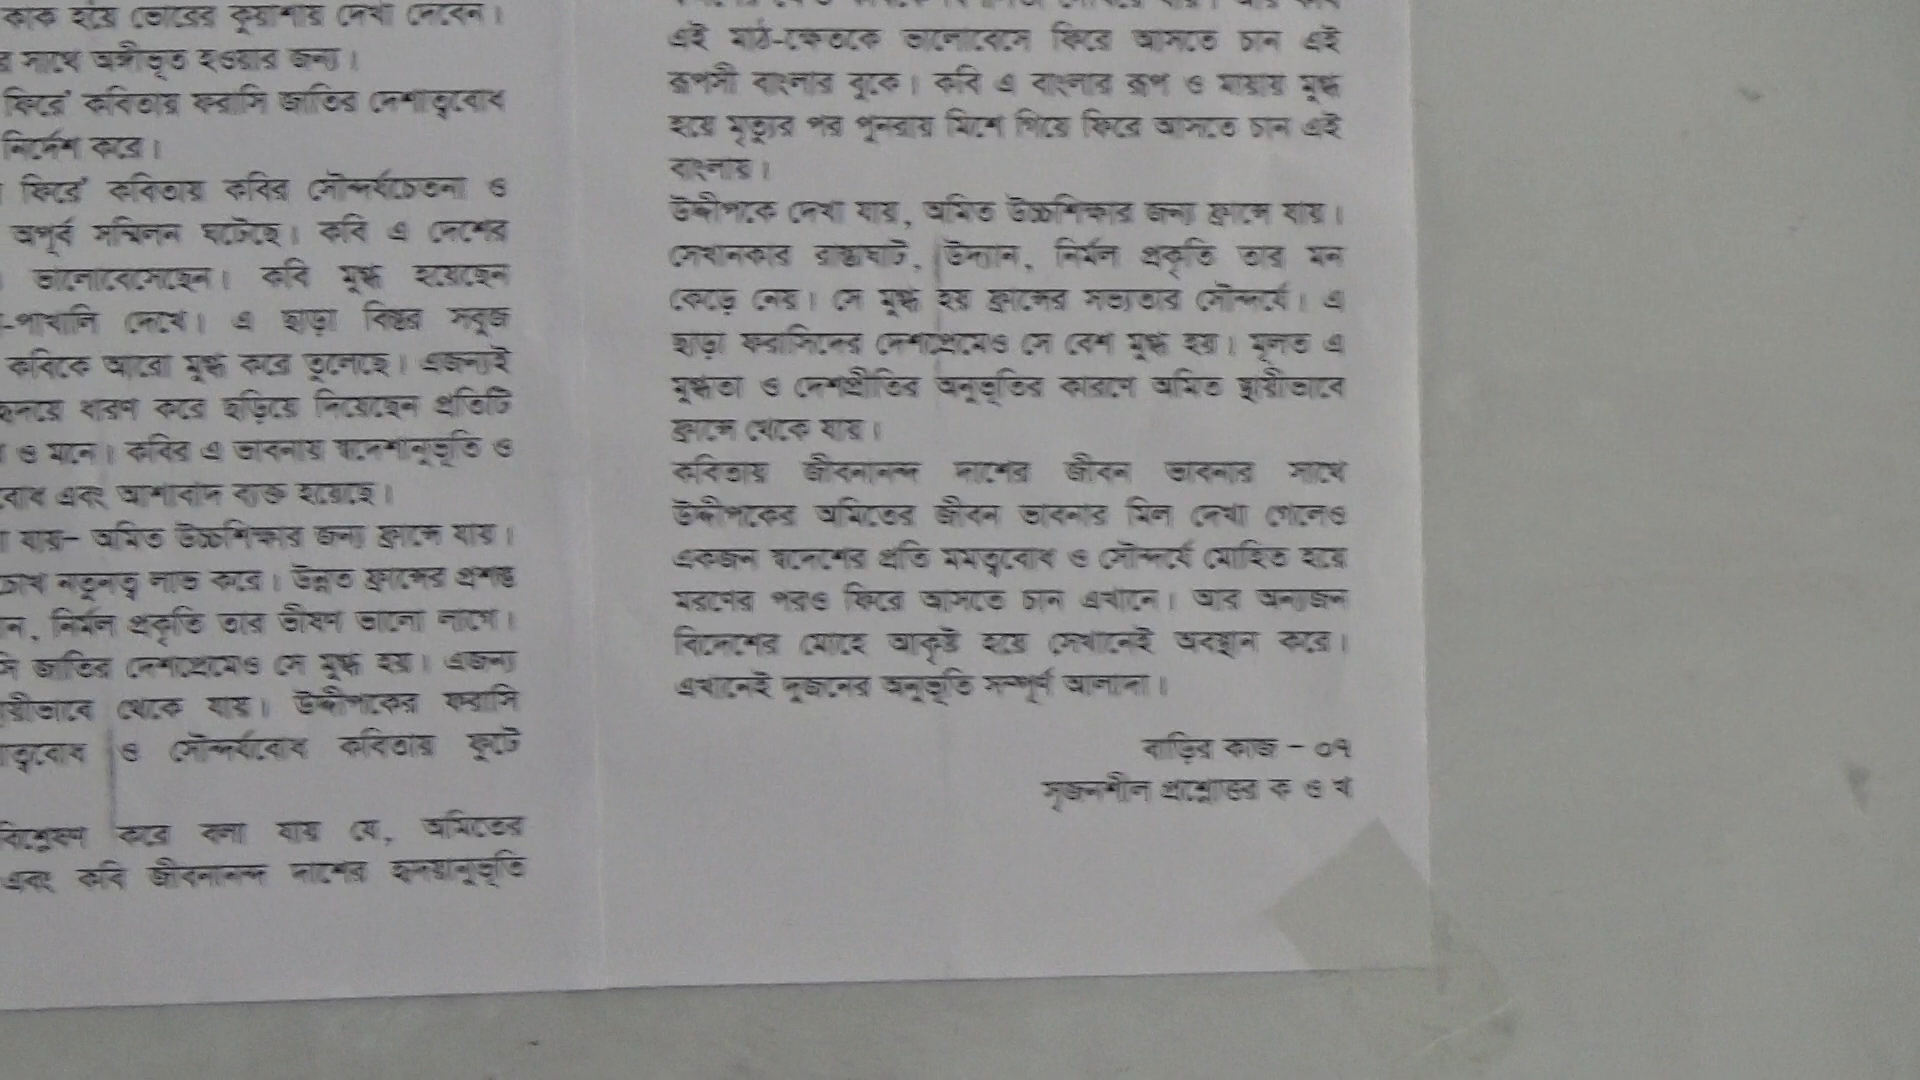 কাক হয়ে ভোরের কুয়াশায় দেখা দেবেন।
সাথে অঙ্গীভূত হওয়ার জন্য।
ফিরে' কবিতায় ফরাসি জাতির দেশাত্ববোধ
নির্দেশ করে।
ফিরে' কবিতায় কবির সৌন্দর্যচেতনা ও
অপূর্ব সম্মিলন ঘটেছে। কবি এ দেশের
ভালোবেসেছেন। কবি মুগ্ধ হয়েছেন
-পাখালি দেখে। এ ছাড়া বিস্তর সবুজ
কবিকে আরো মুগ্ধ করে তুলেছে। এজন্যই
হৃদয়ে ধারণ করে ছড়িয়ে দিয়েছেন প্রতিটি
ও মনে। কবির এ ভাবনায় স্বদেশানুভূতি ও
বোধ এবং আশাবাদ ব্যক্ত হয়েছে।
যায়- অমিত উচ্চশিক্ষার জন্য ফ্রান্সে যায়।
নতুনত্ব লাভ করে। উন্নত ফ্রান্সের প্রশস্ত
নির্মল প্রকৃতি তার ভীষণ ভালো লাগে।
জাতির দেশপ্রেমেও সে মুগ্ধ হয়। এজন্য
থেকে যায়। উদ্দীপকের ফরাসি
ও সৌন্দর্যবোধ কবিতায় ফুটে
বিশ্লেষণ করে বলা যায় যে, অমিতের
এবং কবি জীবনানন্দ দাশের হৃদয়ানুভূতি
এই মাঠ-ক্ষেতকে ভালোবেসে ফিরে আসতে চান এই
রূপসী বাংলার বুকে। কবি এ বাংলার রূপ ও মায়ায় মুগ্ধ
হয়ে মৃত্যুর পর পুনরায় মিশে গিয়ে ফিরে আসতে চান এই
বাংলায়।
উদ্দীপকে দেখা যায়, অমিত উচ্চশিক্ষার জন্য ফ্রান্সে যায়।
সেখানকার রাস্তাঘাট, উদ্যান, নির্মল প্রকৃতি তার মন
কেড়ে নেয়। সে মুগ্ধ হয় ফ্রান্সের সভ্যতার সৌন্দর্যে। এ
ছাড়া ফরাসিদের দেশপ্রেমেও সে বেশ মুগ্ধ হয়। মূলত এ
মুগ্ধতা ও দেশপ্রীতির অনুভূতির কারণে অমিত স্থায়ীভাবে
ফ্রান্সে থেকে যায়।
কবিতায় জীবনানন্দ দাশের জীবন ভাবনার সাথে
উদ্দীপকের অমিতের জীবন ভাবনার মিল দেখা গেলেও
একজন স্বদেশের প্রতি মমত্ববোধ ও সৌন্দর্যে মোহিত হয়ে
মরণের পরও ফিরে আসতে চান এখানে। আর অন্যজন
বিদেশের মোহে আকৃষ্ট হয়ে সেখানেই অবস্থান করে।
এখানেই দুজনের অনুভূতি সম্পূর্ণ আলাদা।
বাড়ির কাজ - ০৭
সৃজনশীল প্রশ্নোত্তর ক ও খ